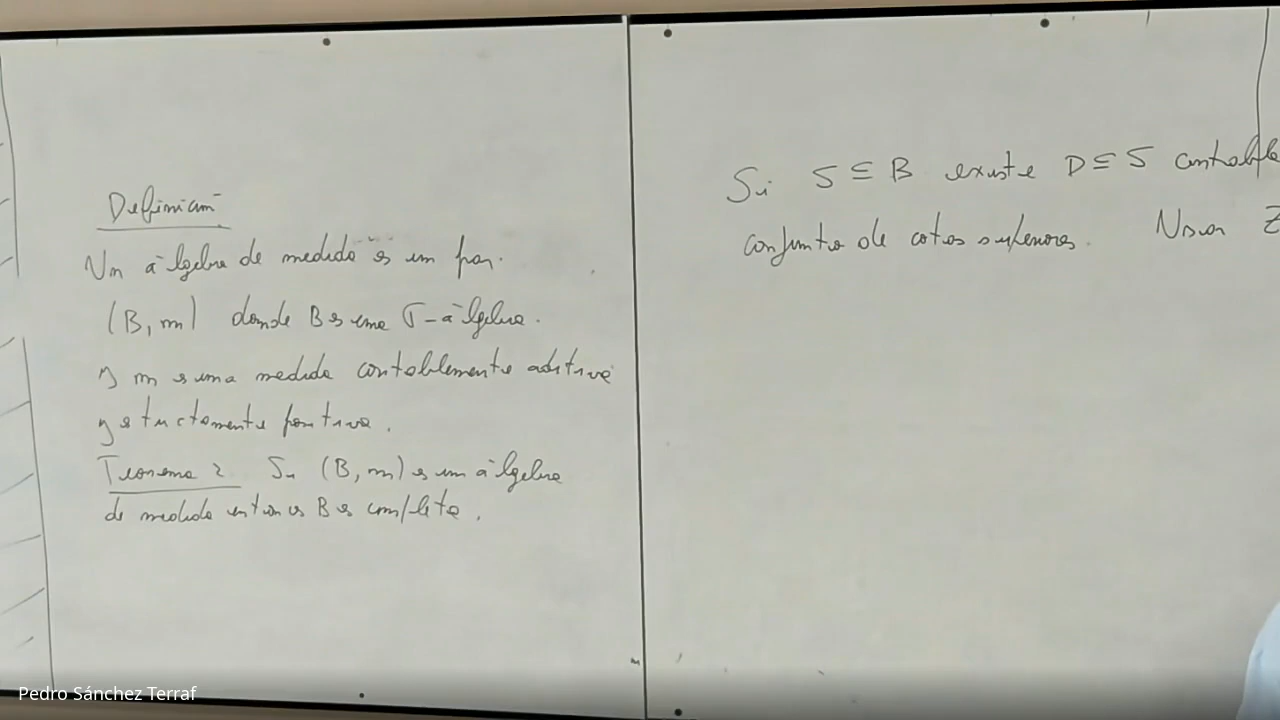 Definición
Un álgebra de medida es un par
(B, m) donde B es una σ-álgebra.
y m es una medida contablemente aditiva
y estrictamente positiva.
Teorema 2 Si (B, m) es un álgebra
de medida entonces B es completa.
Si S ⊆ B existe D ⊆ S contable
conjunto de cotas superiores.
Pedro Sánchez Terraf